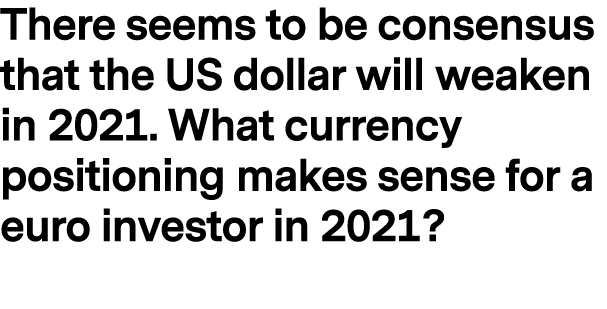 There seems to be consensus
that the US dollar will weaken
in 2021. What currency
positioning makes sense for a
euro investor in 2021?